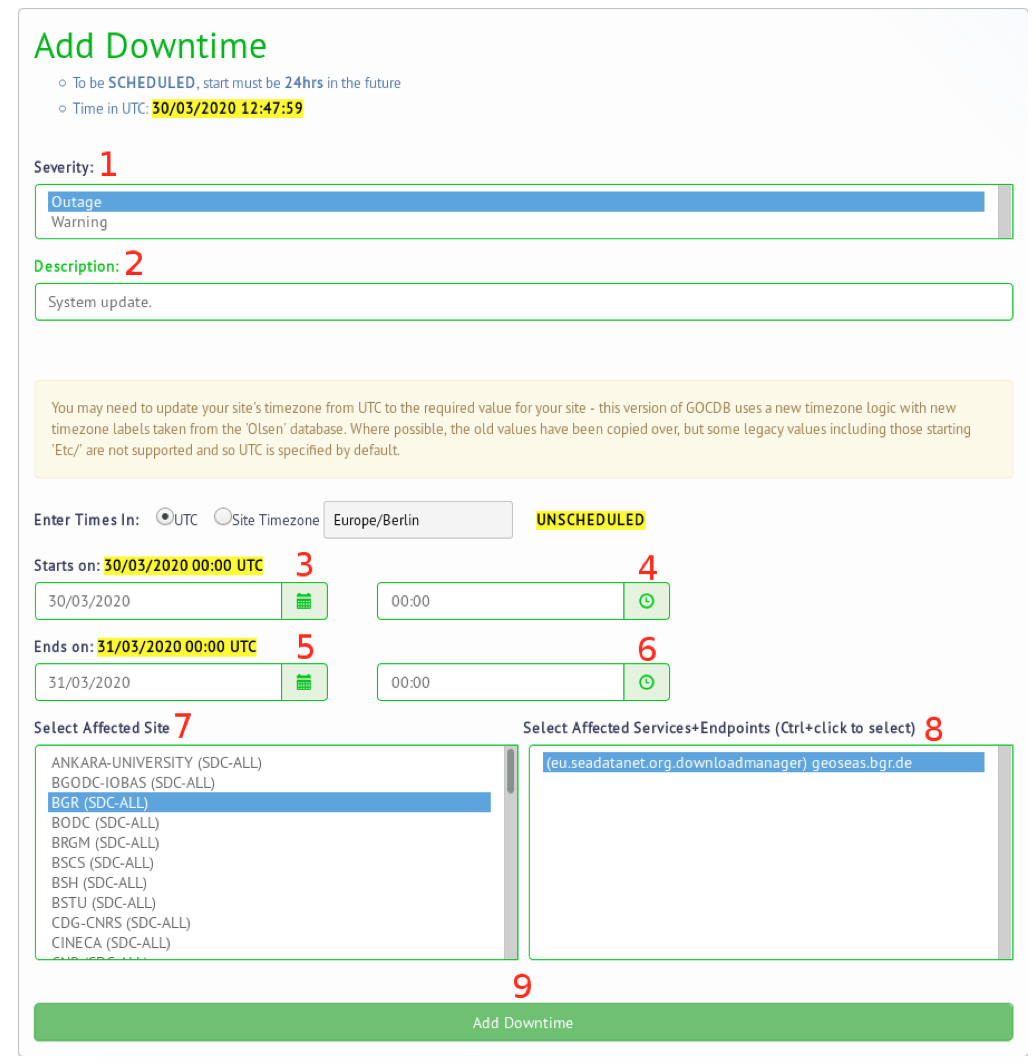 Add Downtime
To be SCHEDULED, start must be 24hrs in the future
Time in UTC: 30/03/2020 12:47:59
Severity: 1
Outage
Warning
Description: 2
System update.
You may need to update your site's timezone from UTC to the required value for your site - this version of GOCDB uses a new timezone logic with new
timezone labels taken from the 'Olsen' database. Where possible, the old values have been copied over, but some legacy values including those starting
'Etc/' are not supported and so UTC is specified by default.
Enter Times In: UTC Site Timezone Europe/Berlin UNSCHEDULED
Starts on: 30/03/2020 00:00 UTC 3 4
30/03/2020 00:00
Ends on: 31/03/2020 00:00 UTC 5 6
31/03/2020 00:00
Select Affected Site 7
ANKARA-UNIVERSITY (SDC-ALL)
BGODC-IOBAS (SDC-ALL)
BGR (SDC-ALL)
BODC (SDC-ALL)
BRGM (SDC-ALL)
BSCS (SDC-ALL)
BSH (SDC-ALL)
BSTU (SDC-ALL)
CDG-CNRS (SDC-ALL)
CINECA (SDC-ALL)
Select Affected Services+Endpoints (Ctrl+click to select) 8
(eu.seadatanet.org.downloadmanager) geoseas.bgr.de
9
Add Downtime